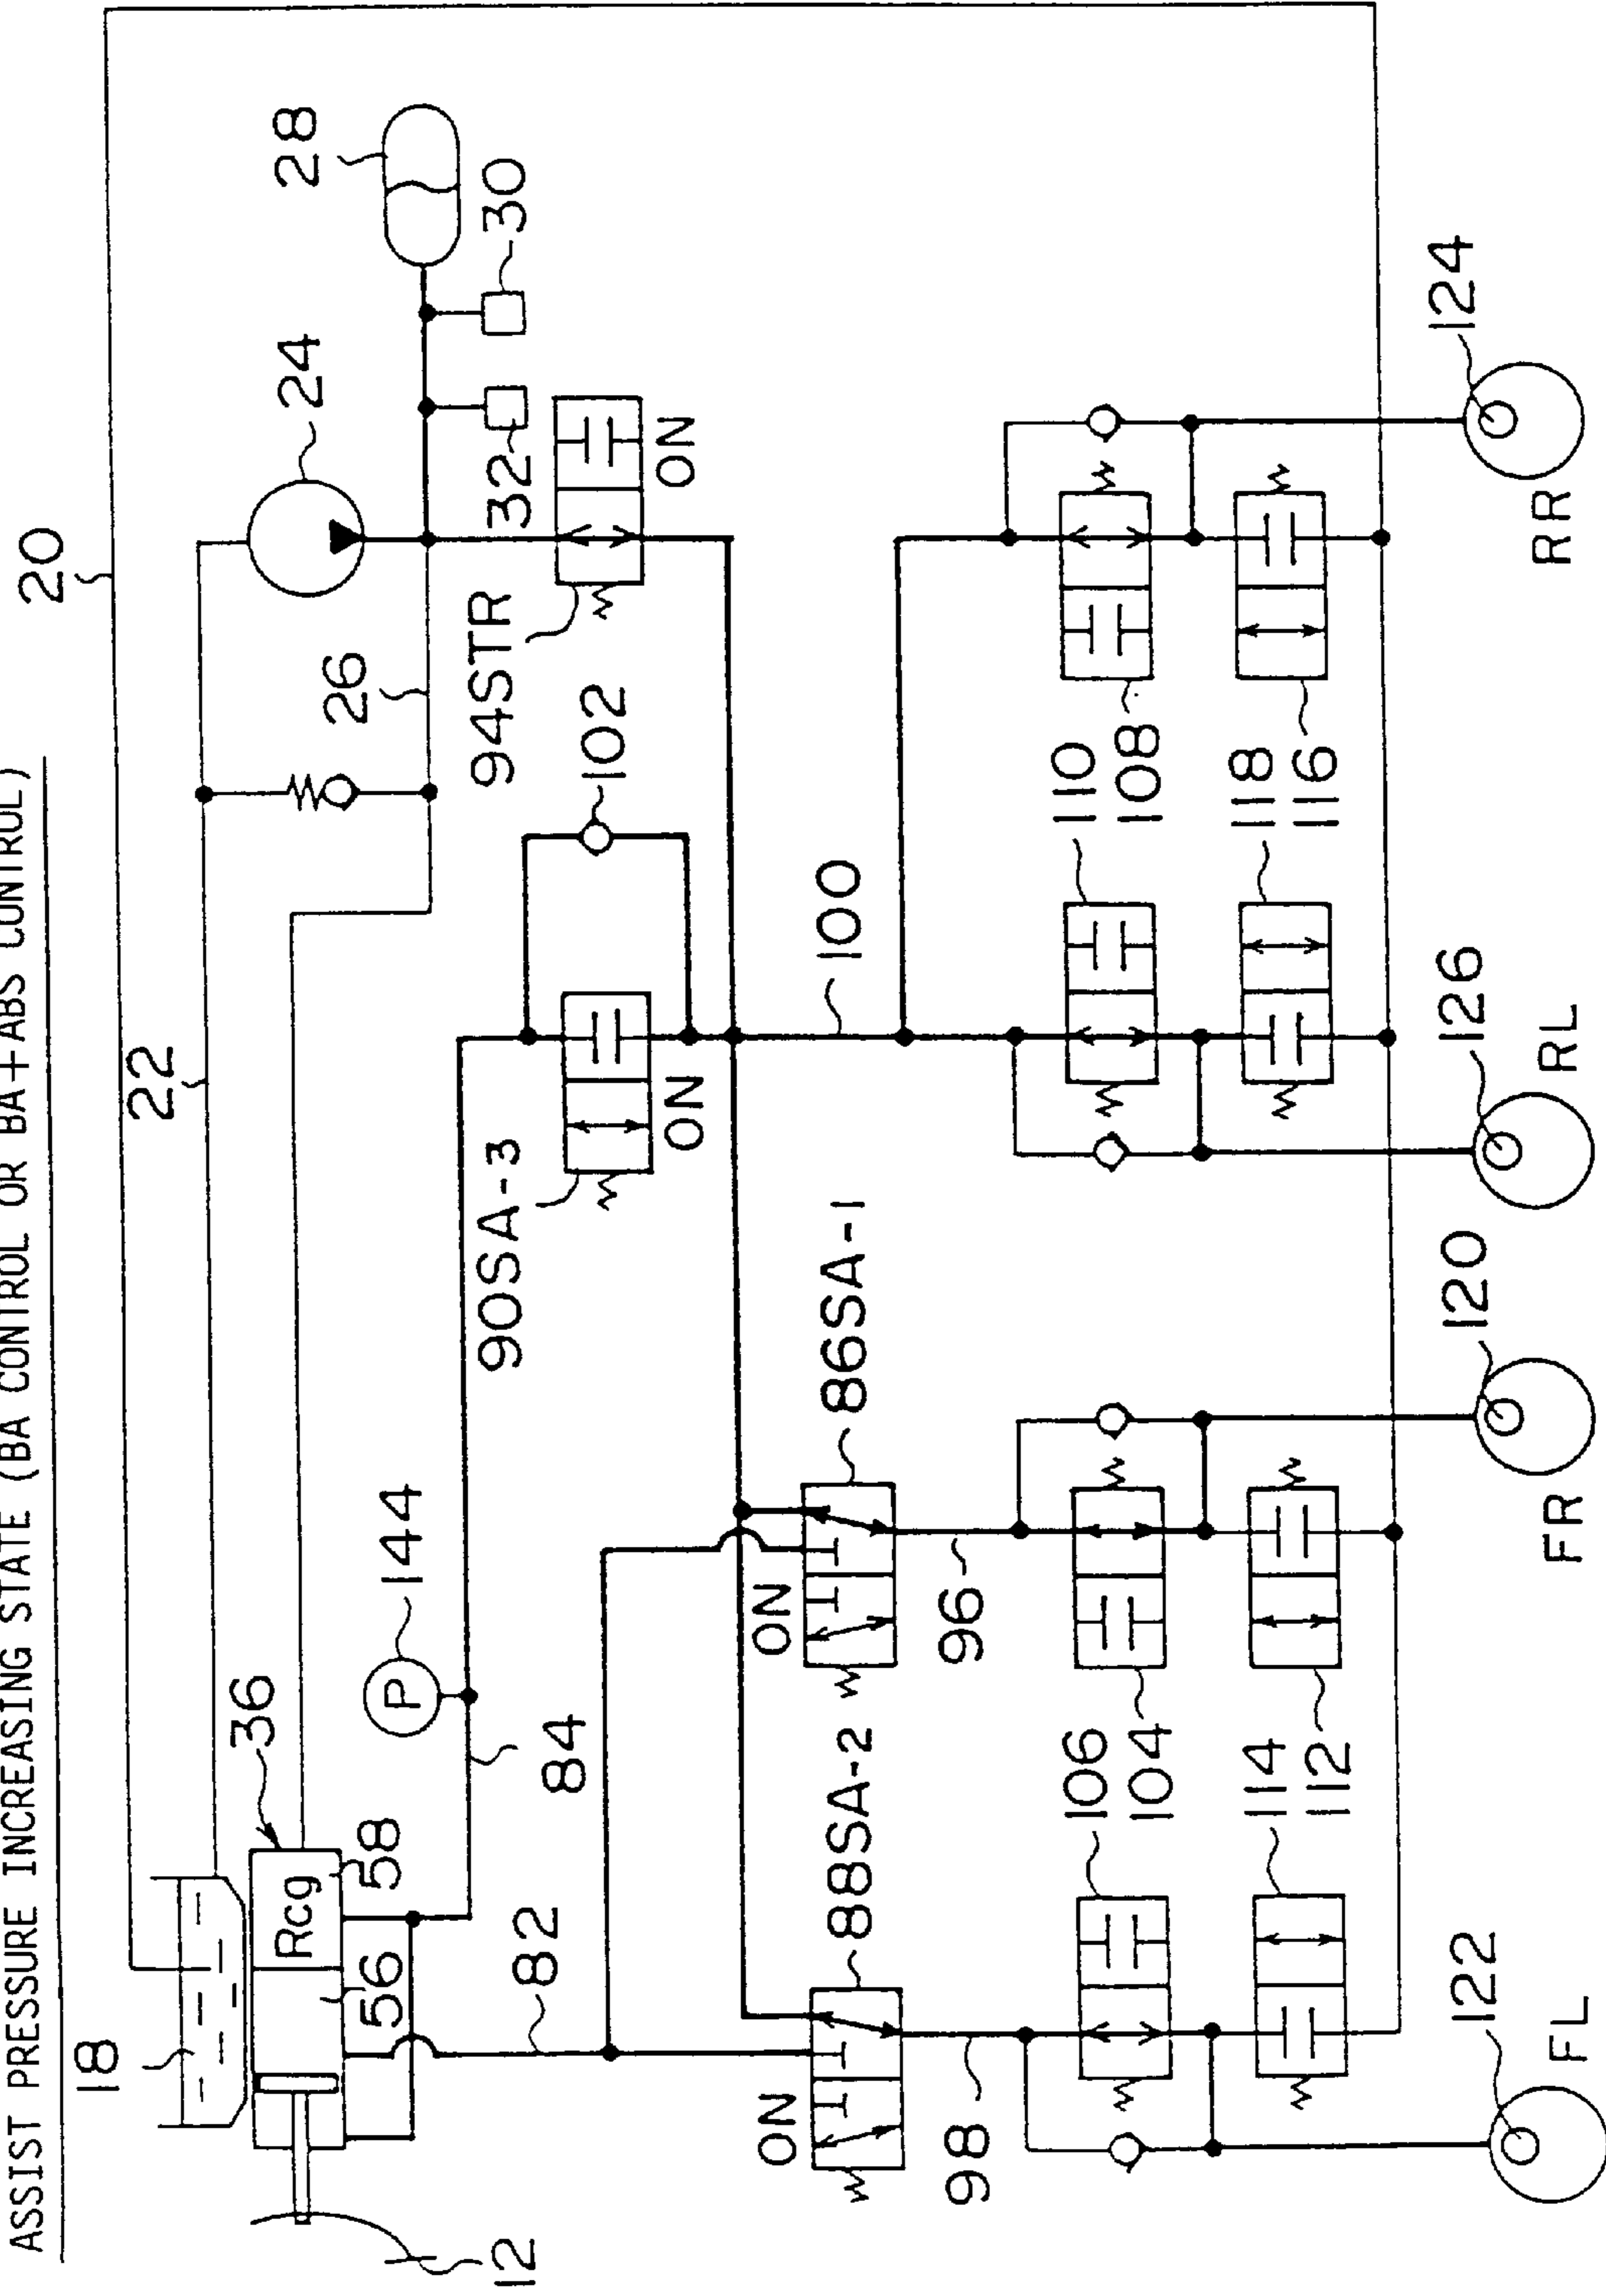 ASSIST PRESSURE INCREASING STATE (BA CONTROL OR BA+ABS CONTROL)
20
22
18
36
24
28
26
30
32
Rcg
58
56
P
144
94STR
ON
102
90SA-3
ON
12
82
84
100
88SA-2
ON
86SA-1
ON
98
96
106
104
110
108
114
112
118
116
122
FL
120
FR
126
RL
124
RR